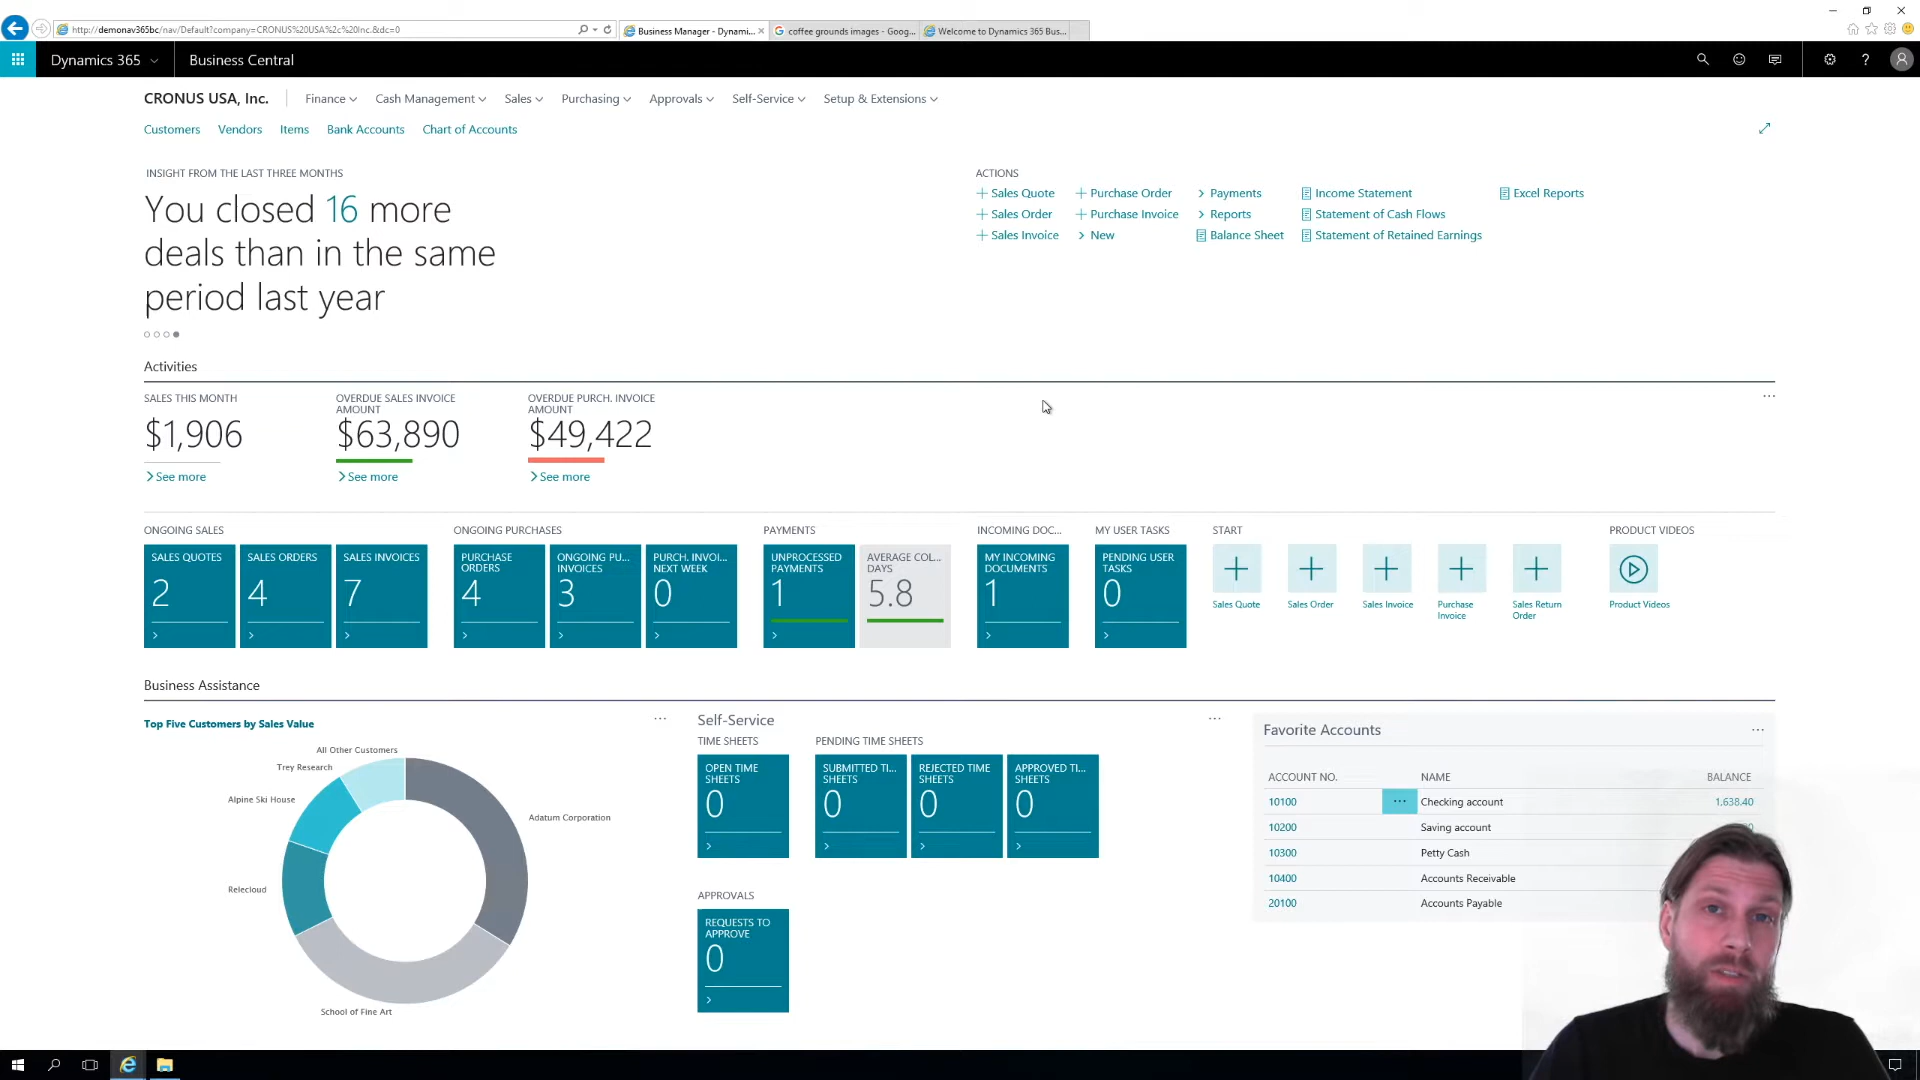 http://demonav365bc/nav/Default?company=CRONUS%20USA%2c%20Inc.&dc=0
Business Manager - Dynami...
coffee grounds images - Goog...
Welcome to Dynamics 365 Bus...
Dynamics 365
Business Central
CRONUS USA, Inc.
Finance
Cash Management
Sales
Purchasing
Approvals
Self-Service
Setup & Extensions
Customers
Vendors
Items
Bank Accounts
Chart of Accounts
INSIGHT FROM THE LAST THREE MONTHS
You closed 16 more
deals than in the same
period last year
ACTIONS
Sales Quote
Purchase Order
Payments
Income Statement
Excel Reports
Sales Order
Purchase Invoice
Reports
Statement of Cash Flows
Sales Invoice
New
Balance Sheet
Statement of Retained Earnings
Activities
SALES THIS MONTH
$1,906
See more
OVERDUE SALES INVOICE
AMOUNT
$63,890
See more
OVERDUE PURCH. INVOICE
AMOUNT
$49,422
See more
ONGOING SALES
SALES QUOTES
2
SALES ORDERS
4
SALES INVOICES
7
ONGOING PURCHASES
PURCHASE
ORDERS
4
ONGOING PU...
INVOICES
3
PURCH. INVOI...
NEXT WEEK
0
PAYMENTS
UNPROCESSED
PAYMENTS
1
AVERAGE COL...
DAYS
5.8
INCOMING DOC...
MY INCOMING
DOCUMENTS
1
MY USER TASKS
PENDING USER
TASKS
0
START
Sales Quote
Sales Order
Sales Invoice
Purchase
Invoice
Sales Return
Order
PRODUCT VIDEOS
Product Videos
Business Assistance
Top Five Customers by Sales Value
All Other Customers
Trey Research
Alpine Ski House
Adatum Corporation
Relecloud
School of Fine Art
Self-Service
TIME SHEETS
OPEN TIME
SHEETS
0
PENDING TIME SHEETS
SUBMITTED TI...
SHEETS
0
REJECTED TIME
SHEETS
0
APPROVED TI...
SHEETS
0
APPROVALS
REQUESTS TO
APPROVE
0
Favorite Accounts
ACCOUNT NO.
NAME
BALANCE
10100
Checking account
1,638.40
10200
Saving account
10300
Petty Cash
10400
Accounts Receivable
20100
Accounts Payable